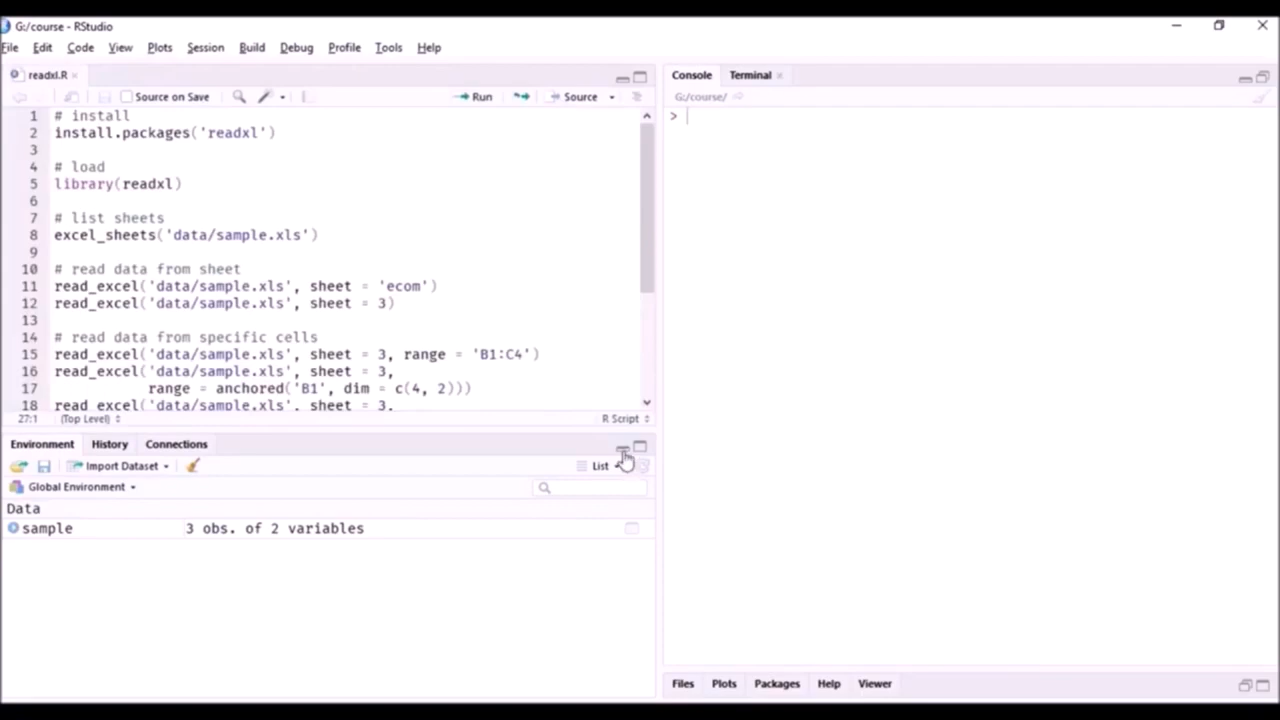 G:/course - RStudio
File Edit Code View Plots Session Build Debug Profile Tools Help
readxl.R
Source on Save
Run
Source
1 # install
2 install.packages('readxl')
3
4 # load
5 library(readxl)
6
7 # list sheets
8 excel_sheets('data/sample.xls')
9
10 # read data from sheet
11 read_excel('data/sample.xls', sheet = 'ecom')
12 read_excel('data/sample.xls', sheet = 3)
13
14 # read data from specific cells
15 read_excel('data/sample.xls', sheet = 3, range = 'B1:C4')
16 read_excel('data/sample.xls', sheet = 3,
17 range = anchored('B1', dim = c(4, 2)))
18 read_excel('data/sample.xls', sheet = 3,
27:1 (Top Level) R Script
Environment History Connections
Import Dataset List
Global Environment
Data
sample 3 obs. of 2 variables
Console Terminal
G:/course/
>
Files Plots Packages Help Viewer